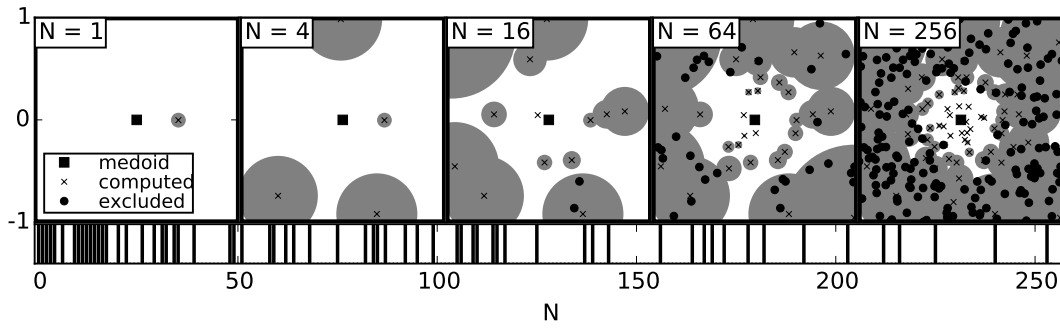 1
N = 1
N = 4
N = 16
N = 64
N = 256
0
medoid
computed
excluded
-1
0
50
100
150
200
250
N